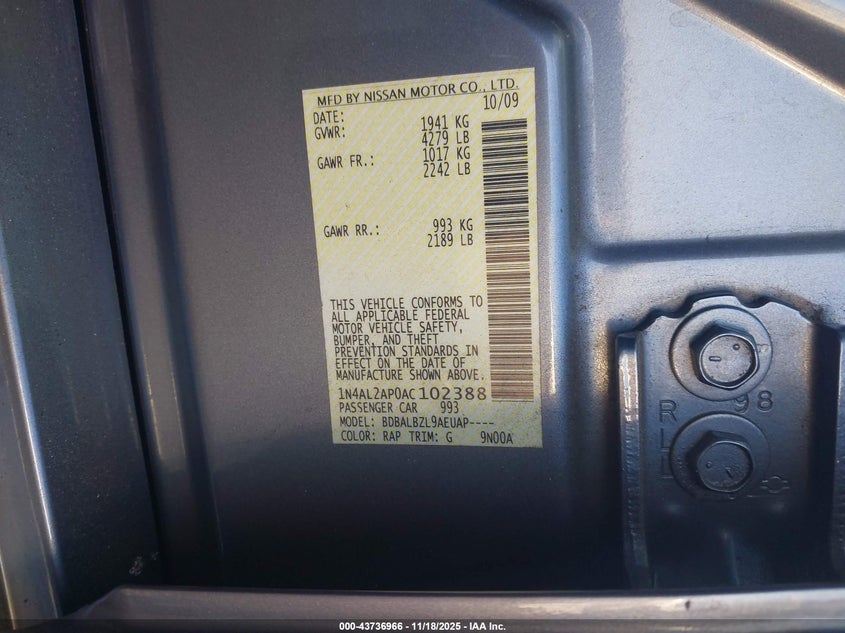 MFD BY NISSAN MOTOR CO., LTD.
DATE: 10/09
GVWR: 1941 KG
4279 LB
GAWR FR.: 1017 KG
2242 LB
GAWR RR.: 993 KG
2189 LB
THIS VEHICLE CONFORMS TO
ALL APPLICABLE FEDERAL
MOTOR VEHICLE SAFETY,
BUMPER, AND THEFT
PREVENTION STANDARDS IN
EFFECT ON THE DATE OF
MANUFACTURE SHOWN ABOVE.
1N4AL2AP0AC102388
PASSENGER CAR 993
MODEL: BDBALBZL9AEUAP----
COLOR: RAP TRIM: G 9N00A
R 98
000-43736966 - 11/18/2025 - IAA Inc.